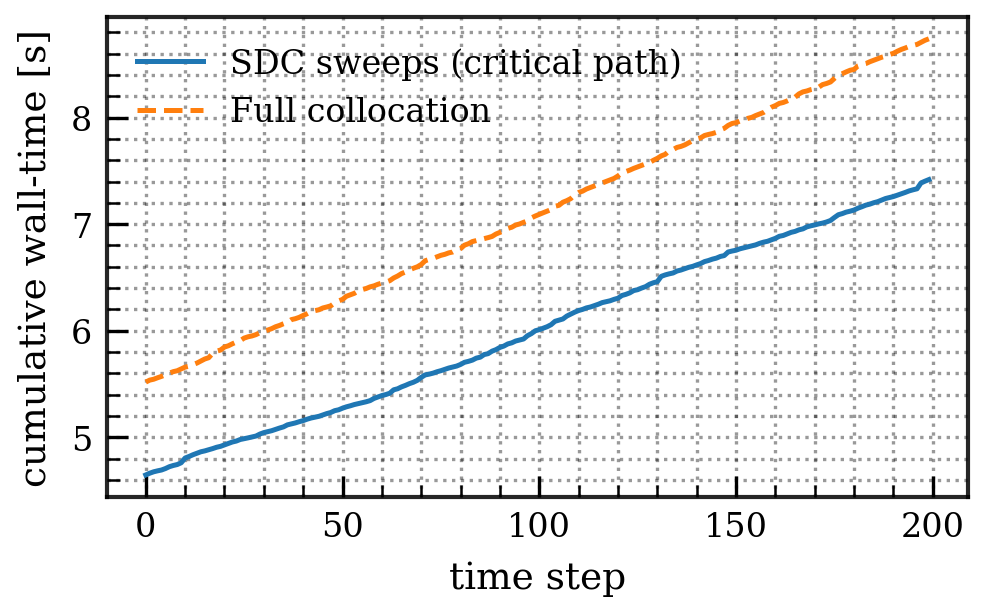 SDC sweeps (critical path)
Full collocation
cumulative wall-time [s]
8
7
6
5
0 50 100 150 200
time step